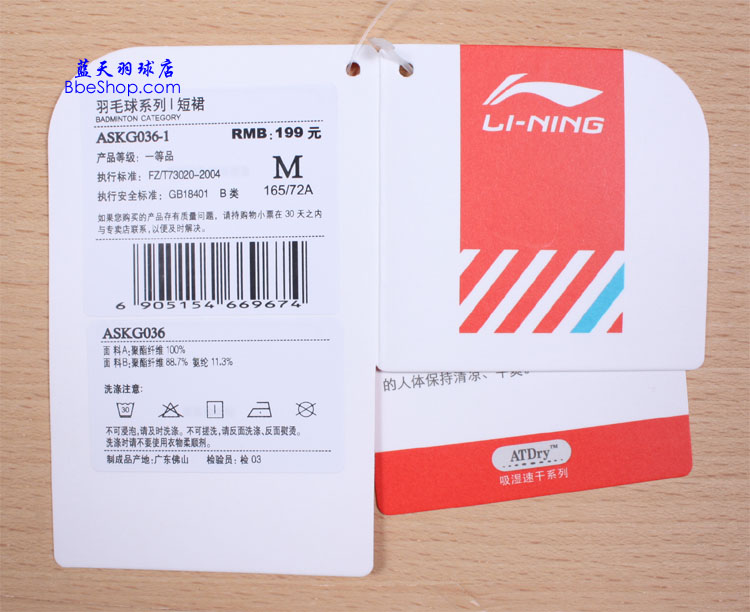 蓝天羽球店
BbeShop.com
羽毛球系列 | 短裙
BADMINTON CATEGORY
ASKG036-1 RMB: 199 元
产品等级: 一等品
执行标准: FZ/T73020-2004
M
执行安全标准: GB18401 B 类
165/72A
如果您购买的产品存有质量问题, 请持购物小票在 30 天之内
与专卖店联系, 以便及时解决。
6 905154 669674
ASKG036
面 料A: 聚酯纤维 100%
面 料B: 聚酯纤维 88.7% 氨纶 11.3%
洗涤注意:
30
不可浸泡, 请及时洗涤。不可搓洗, 请反面洗涤、反面熨烫。
洗涤时请不要使用衣物柔顺剂。
制成品产地: 广东佛山 检验员: 检 03
LI-NING
的人体保持清凉、干爽。
ATDry™
吸湿速干系列